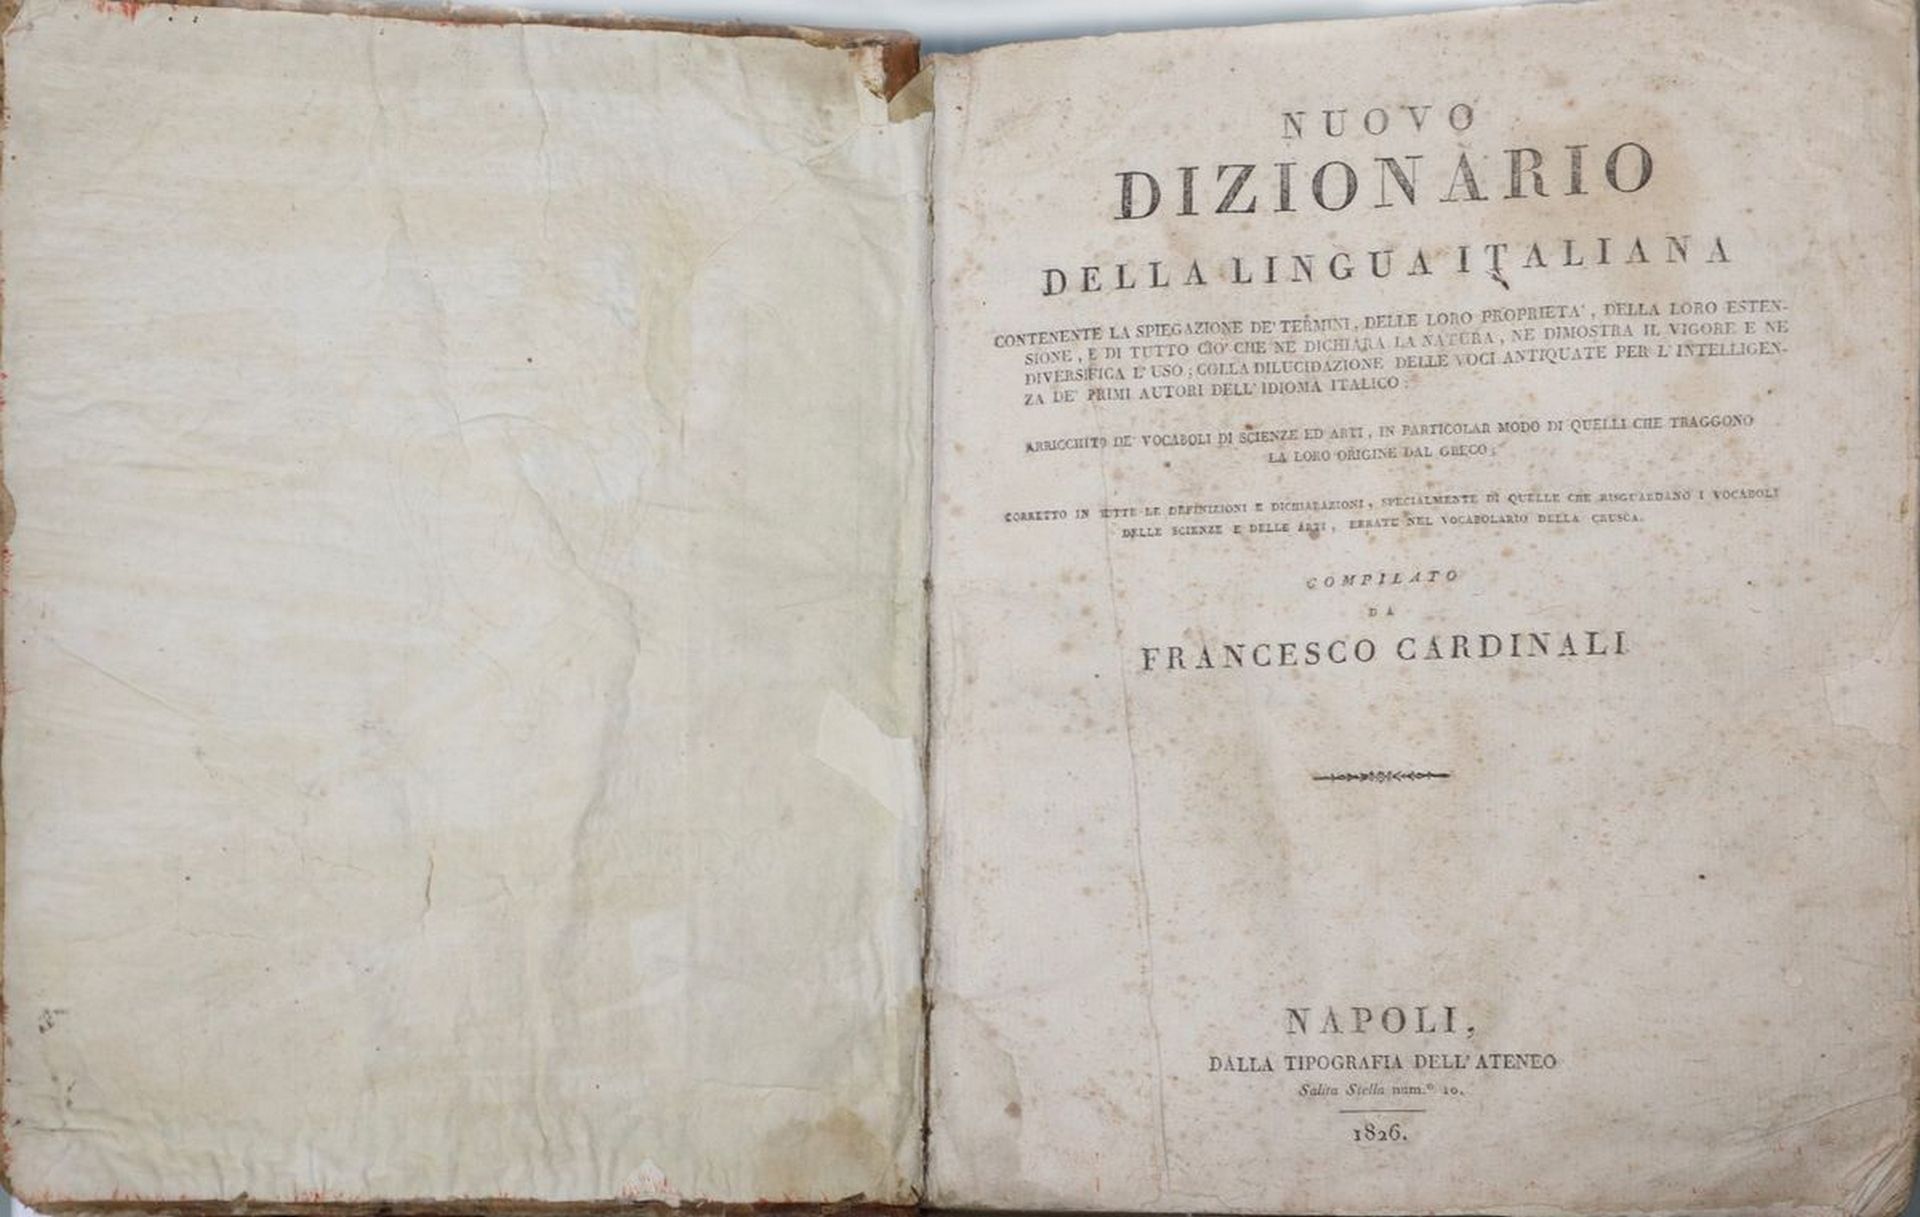 NUOVO
DIZIONARIO
DELLA LINGUA ITALIANA
CONTENENTE LA SPIEGAZIONE DE' TERMINI, DELLE LORO PROPRIETA', DELLA LORO ESTEN-
SIONE, E DI TUTTO CIO' CHE NE DICHIARA LA NATURA, NE DIMOSTRA IL VIGORE E NE
DIVERSIFICA L'USO; COLLA DILUCIDAZIONE DELLE VOCI ANTIQUATE PER L'INTELLIGEN-
ZA DE' PRIMI AUTORI DELL'IDIOMA ITALICO:
ARRICCHITO DE' VOCABOLI DI SCIENZE ED ARTI, IN PARTICOLAR MODO DI QUELLI CHE TRAGGONO
LA LORO ORIGINE DAL GRECO;
CORRETTO IN TUTTE LE DEFINIZIONI E DICHIARAZIONI, SPECIALMENTE DI QUELLE CHE RISGUARDANO I VOCABOLI
DELLE SCIENZE E DELLE ARTI, ERRATE NEL VOCABOLARIO DELLA CRUSCA.
COMPILATO
DA
FRANCESCO CARDINALI
NAPOLI,
DALLA TIPOGRAFIA DELL'ATENEO
Salita Stella num.º 10.
1826.